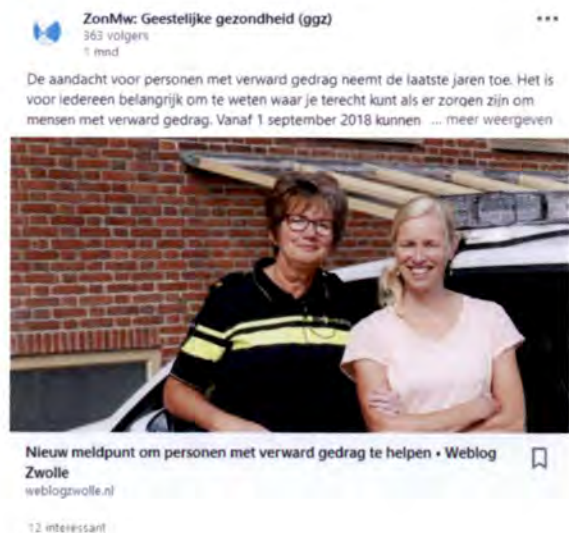 ZonMw: Geestelijke gezondheid (ggz)
363 volgers
1 mnd
De aandacht voor personen met verward gedrag neemt de laatste jaren toe. Het is
voor iedereen belangrijk om te weten waar je terecht kunt als er zorgen zijn om
mensen met verward gedrag. Vanaf 1 september 2018 kunnen ... meer weergeven
Nieuw meldpunt om personen met verward gedrag te helpen • Weblog
Zwolle
weblogzwolle.nl
12 interessant